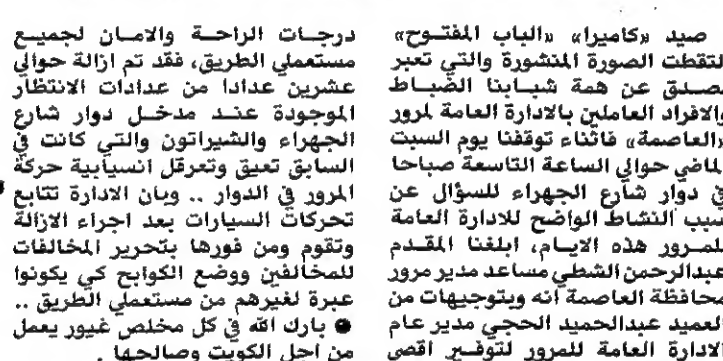 صيد «كاميرا» «الباب المفتوح»
التقطت الصورة المنشورة والتي تعبر
بصدق عن همة شبابنا الضباط
والافراد العاملين بالادارة العامة لمرور
«العاصمة» فاثناء توقفنا يوم السبت
الماضي حوالي الساعة التاسعة صباحا
في دوار شارع الجهراء للسؤال عن
سبب النشاط الواضح للادارة العامة
للمرور هذه الايام، ابلغنا المقدم
عبدالرحمن الشطي مساعد مدير مرور
محافظة العاصمة انه وبتوجيهات من
العميد عبدالحميد الحجي مدير عام
الادارة العامة للمرور لتوفير اقصى
درجات الراحة والامان لجميع
مستعملي الطريق، فقد تم ازالة حوالي
عشرين عدادا من عدادات الانتظار
الموجودة عند مدخل دوار شارع
الجهراء والشيراتون والتي كانت في
السابق تعيق وتعرقل انسيابية حركة
المرور في الدوار .. وبان الادارة تتابع
تحركات السيارات بعد اجراء الازالة
وتقوم ومن فورها بتحرير المخالفات
للمخالفين ووضع الكوابح كي يكونوا
عبرة لغيرهم من مستعملي الطريق ..
● بارك الله في كل مخلص غيور يعمل
من اجل الكويت وصالحها .